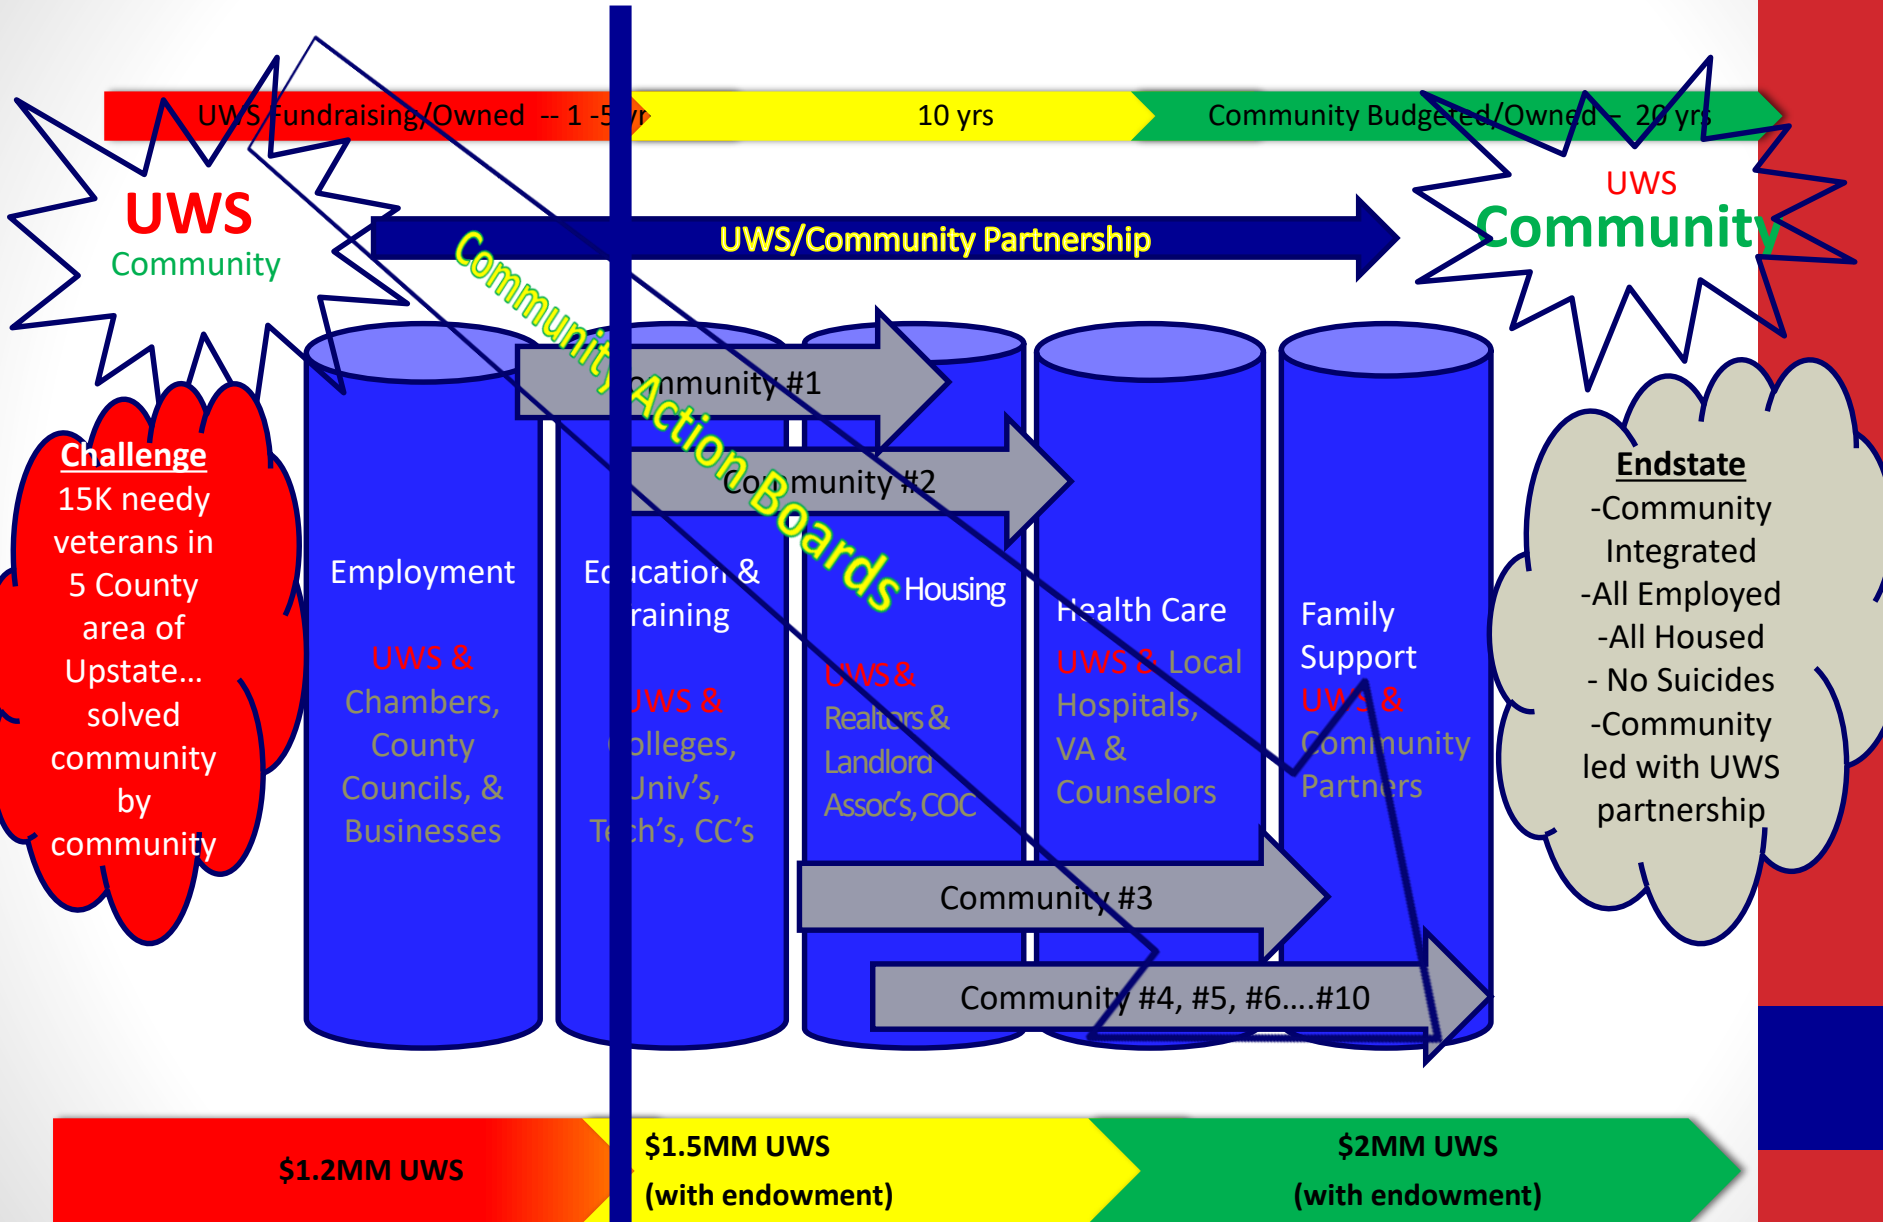 UWS Fundraising/Owned -- 1 -5 yr
10 yrs
Community Budgeted/Owned – 20 yrs
UWS
Community
UWS/Community Partnership
UWS
Community
Community Action Boards
Community #1
Community #2
Challenge
15K needy
veterans in
5 County
area of
Upstate…
solved
community
by
community
Employment
UWS &
Chambers,
County
Councils, &
Businesses
Education &
Training
UWS &
Colleges,
Univ’s,
Tech’s, CC’s
Housing
UWS &
Realtors &
Landlord
Assoc’s, COC
Health Care
UWS & Local
Hospitals,
VA &
Counselors
Family
Support
UWS &
Community
Partners
Endstate
-Community
Integrated
-All Employed
-All Housed
- No Suicides
-Community
led with UWS
partnership
Community #3
Community #4, #5, #6….#10
$1.2MM UWS
$1.5MM UWS
(with endowment)
$2MM UWS
(with endowment)